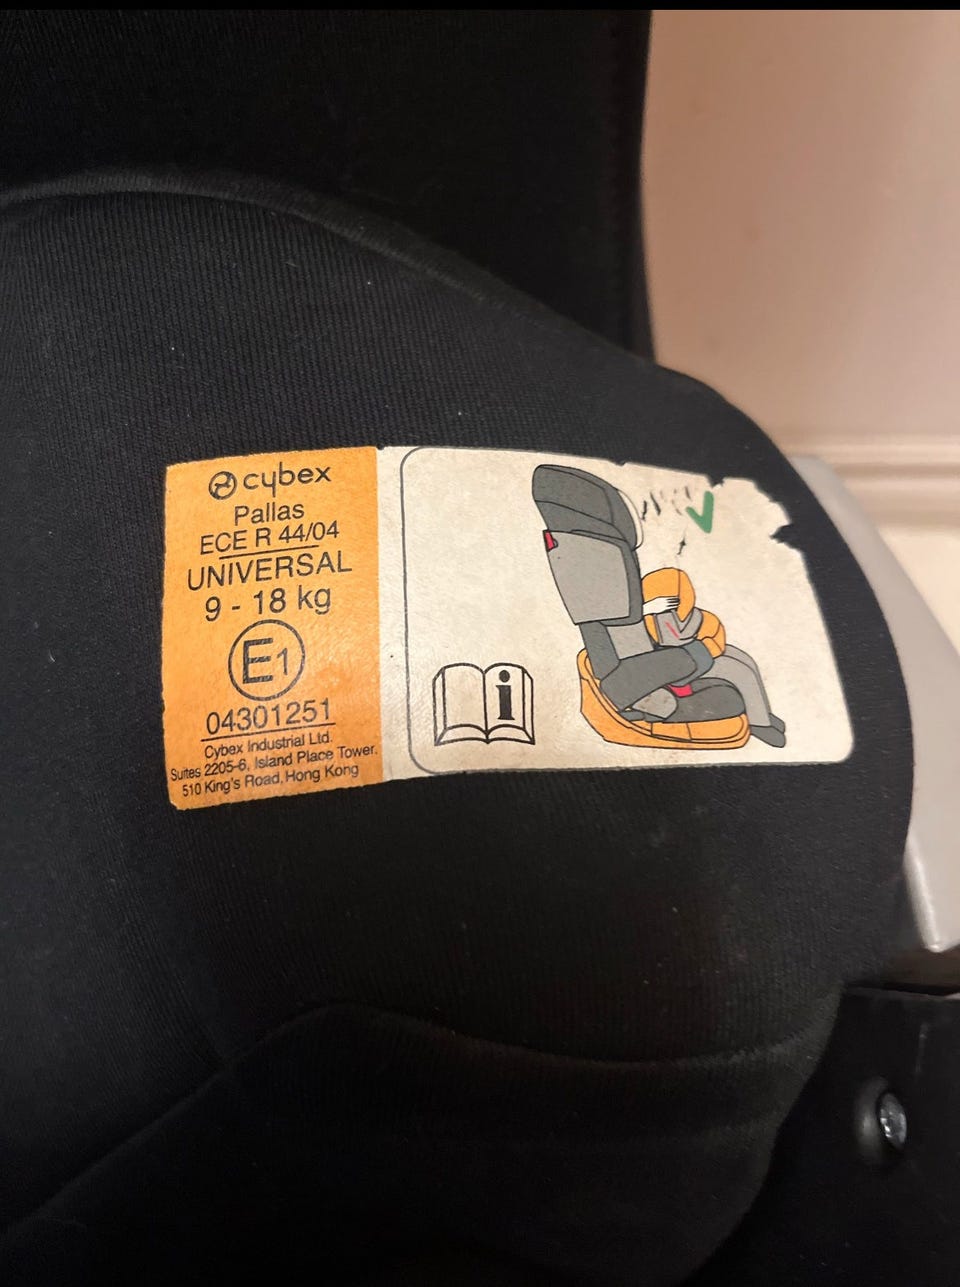 cybex
Pallas
ECE R 44/04
UNIVERSAL
9 - 18 kg
E1
04301251
Cybex Industrial Ltd.
Suites 2205-6, Island Place Tower,
510 King's Road, Hong Kong
i